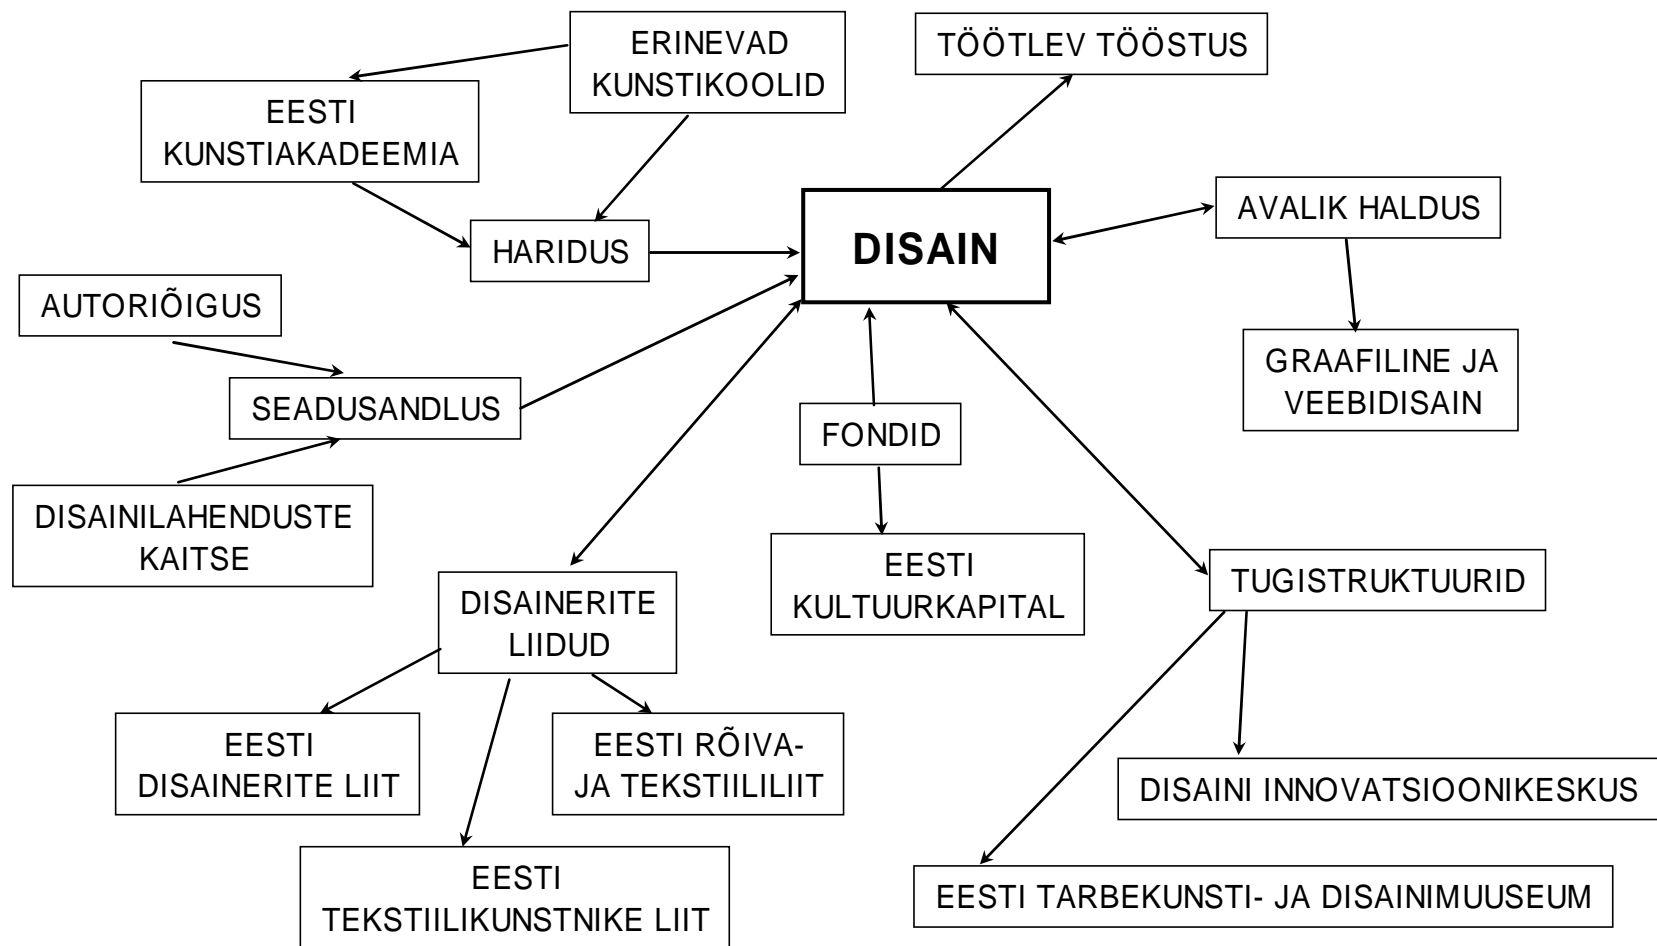 ERINEVAD
KUNSTIKOOLID
TÖÖTLEV TÖÖSTUS
EESTI
KUNSTIAKADEEMIA
AVALIK HALDUS
HARIDUS
DISAIN
AUTORIÕIGUS
GRAAFILINE JA
VEEBIDISAIN
SEADUSANDLUS
FONDID
DISAINILAHENDUSTE
KAITSE
EESTI
KULTUURKAPITAL
TUGISTRUKTUURID
DISAINERITE
LIIDUD
EESTI
DISAINERITE LIIT
EESTI RÕIVA-
JA TEKSTIILILIIT
DISAINI INNOVATSIOONIKESKUS
EESTI
TEKSTIILIKUNSTNIKE LIIT
EESTI TARBEKUNSTI- JA DISAINIMUUSEUM